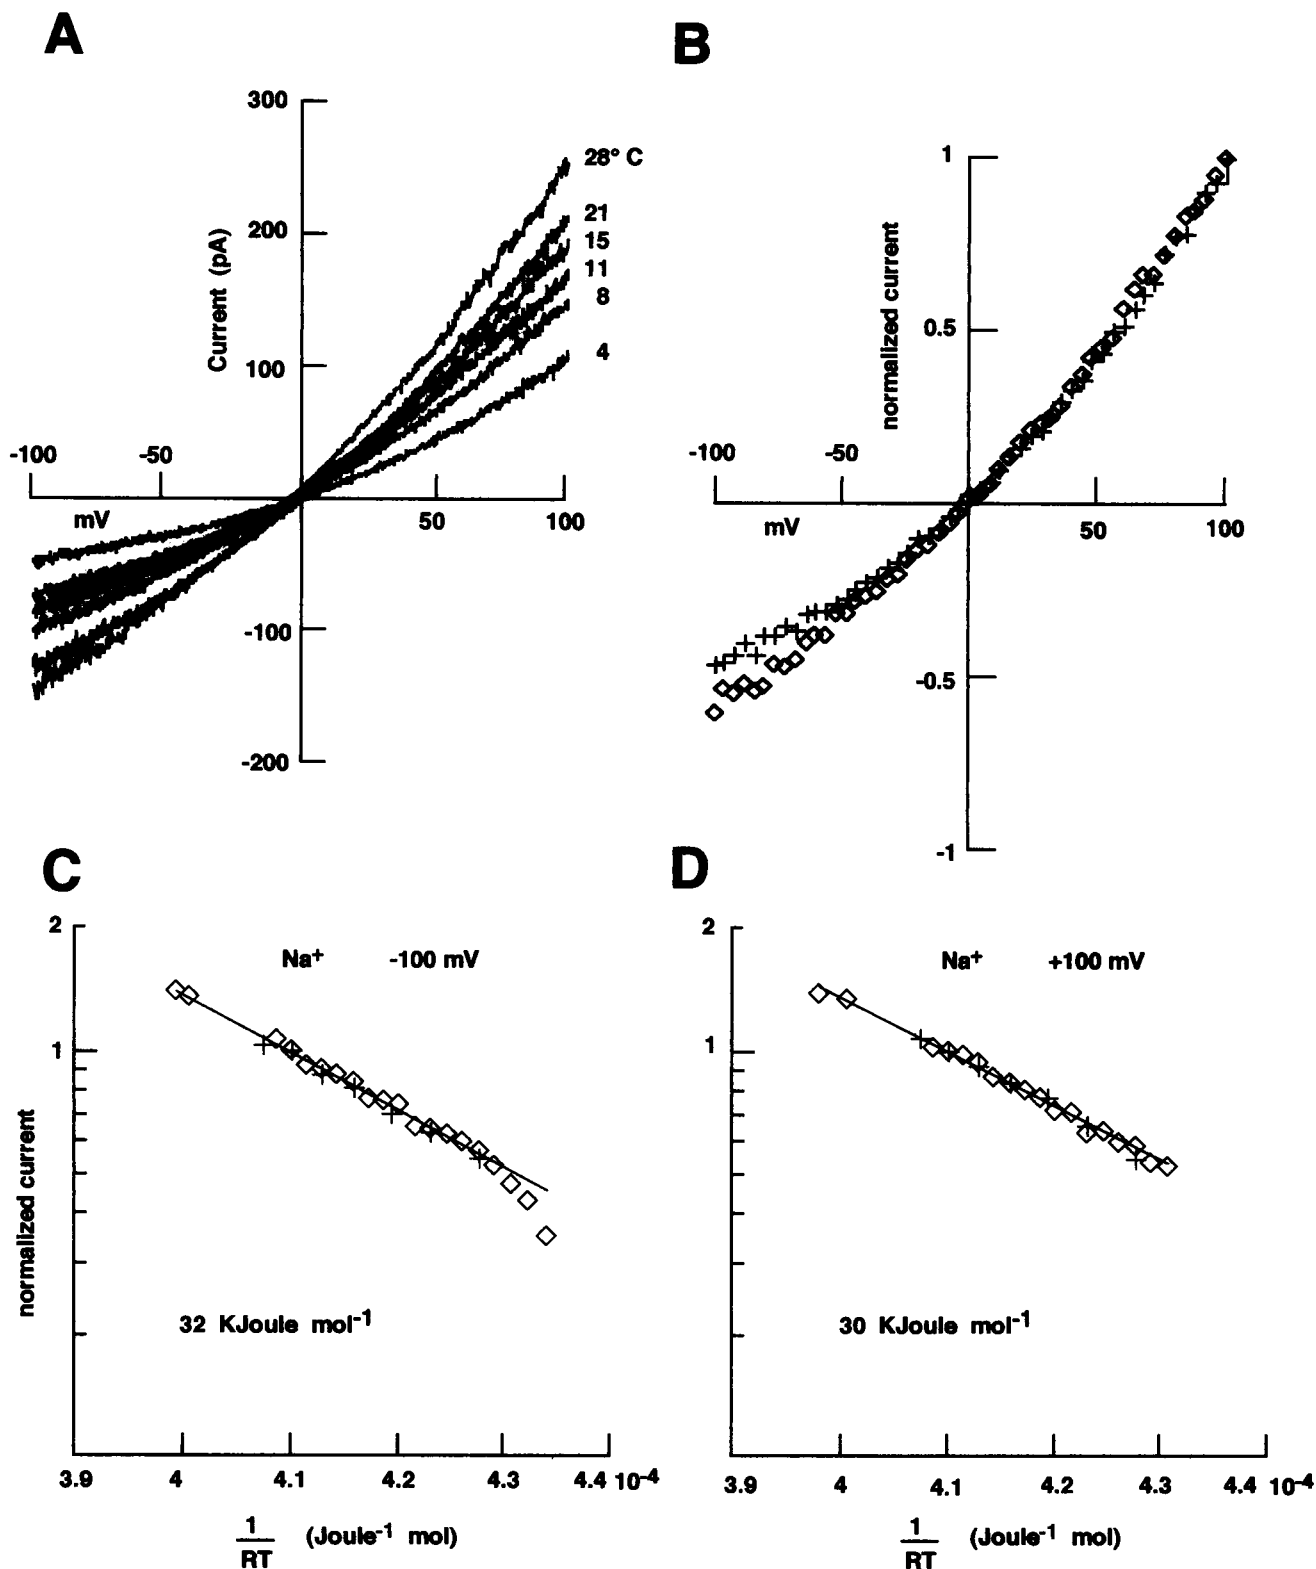 A
300
28° C
21
200
15
11
8
Current (pA)
100
4
-100
-50
mV
50
100
-100
-200
B
1
normalized current
0.5
-100
-50
mV
50
100
-0.5
-1
C
2
Na+ -100 mV
1
normalized current
32 KJoule mol-1
3.9 4 4.1 4.2 4.3 4.4 10-4
1
RT
(Joule-1 mol)
D
2
Na+ +100 mV
1
30 KJoule mol-1
3.9 4 4.1 4.2 4.3 4.4 10-4
1
RT
(Joule-1 mol)